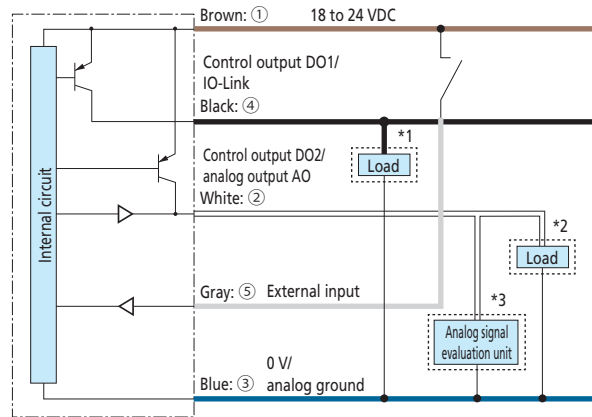 Brown: ① 18 to 24 VDC
Control output DO1/
IO-Link
Black: ④
*1
Load
Control output DO2/
analog output AO
White: ②
*2
Load
Internal circuit
Gray: ⑤ External input
*3
Analog signal
evaluation unit
0 V/
Blue: ③ analog ground